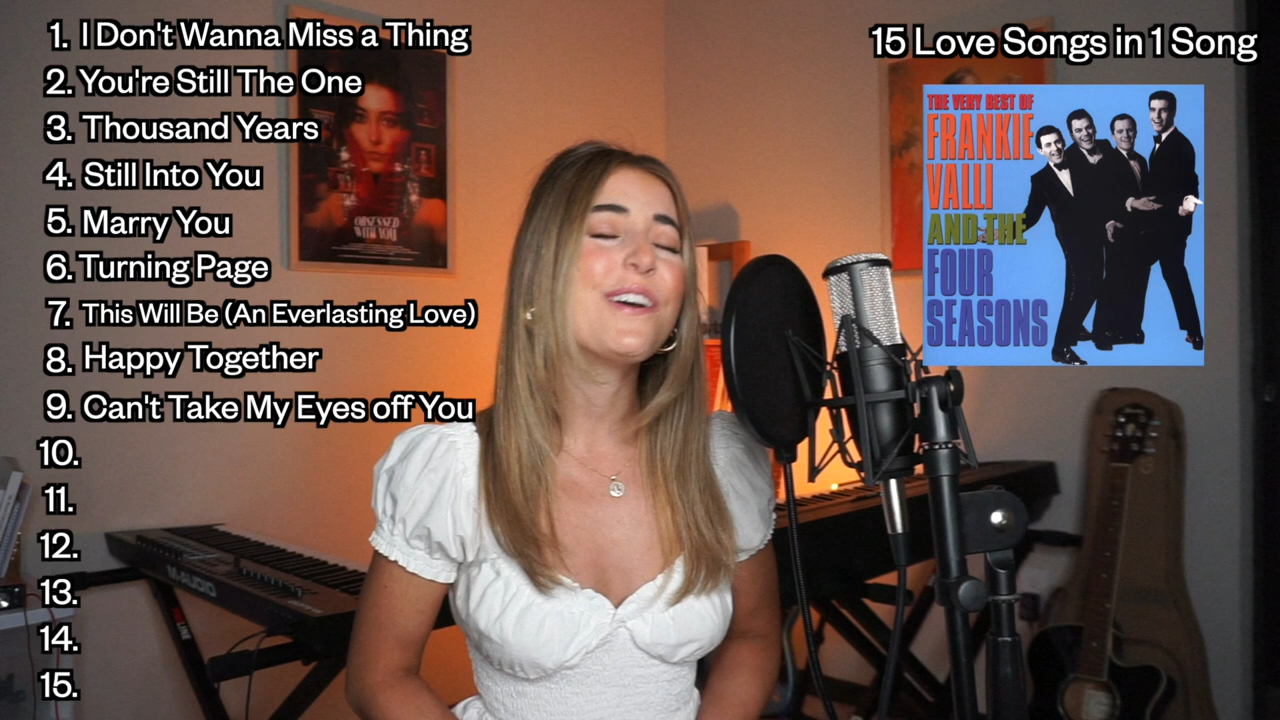 1. I Don't Wanna Miss a Thing
2. You're Still The One
3. Thousand Years
4. Still Into You
5. Marry You
6. Turning Page
7. This Will Be (An Everlasting Love)
8. Happy Together
9. Can't Take My Eyes off You
10.
11.
12.
13.
14.
15.
15 Love Songs in 1 Song
THE VERY BEST OF
FRANKIE
VALLI
AND THE
FOUR
SEASONS
OBSESSED
WITH YOU
M-AUDIO